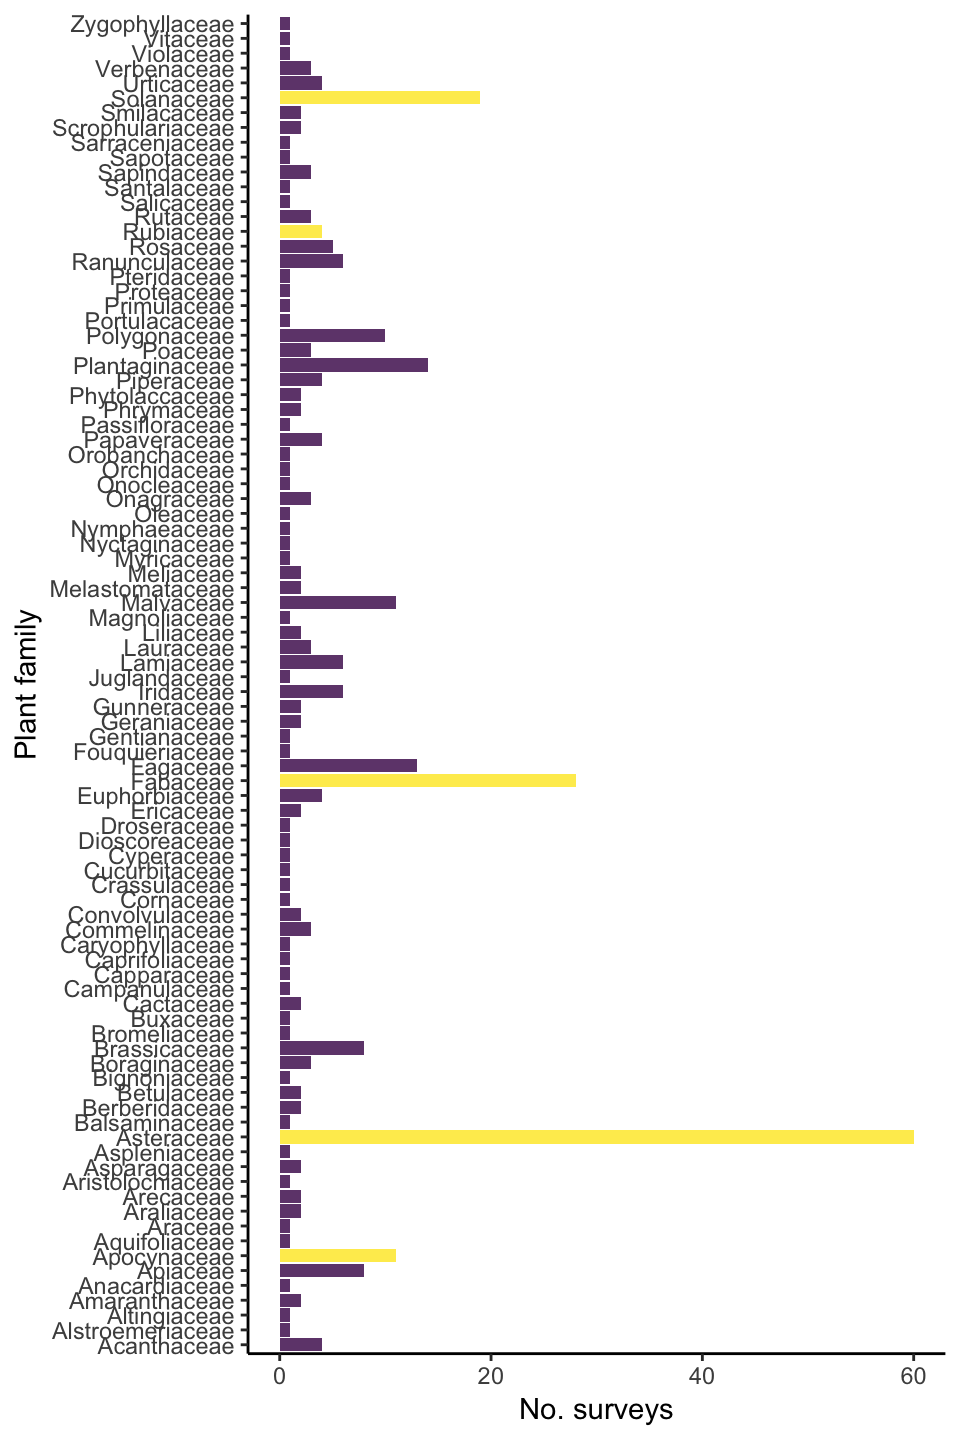 Zygophyllaceae
Vitaceae
Violaceae
Verbenaceae
Urticaceae
Solanaceae
Smilacaceae
Scrophulariaceae
Sarraceniaceae
Sapotaceae
Sapindaceae
Santalaceae
Salicaceae
Rutaceae
Rubiaceae
Rosaceae
Ranunculaceae
Pteridaceae
Proteaceae
Primulaceae
Portulacaceae
Polygonaceae
Poaceae
Plantaginaceae
Piperaceae
Phytolaccaceae
Phrymaceae
Passifloraceae
Papaveraceae
Orobanchaceae
Orchidaceae
Onocleaceae
Onagraceae
Oleaceae
Nymphaeaceae
Nyctaginaceae
Myricaceae
Meliaceae
Melastomataceae
Malvaceae
Magnoliaceae
Liliaceae
Lauraceae
Lamiaceae
Juglandaceae
Iridaceae
Gunneraceae
Geraniaceae
Gentianaceae
Fouquieriaceae
Fagaceae
Fabaceae
Euphorbiaceae
Ericaceae
Droseraceae
Dioscoreaceae
Cyperaceae
Cucurbitaceae
Crassulaceae
Cornaceae
Convolvulaceae
Commelinaceae
Caryophyllaceae
Caprifoliaceae
Capparaceae
Campanulaceae
Cactaceae
Buxaceae
Bromeliaceae
Brassicaceae
Boraginaceae
Bignoniaceae
Betulaceae
Berberidaceae
Balsaminaceae
Asteraceae
Aspleniaceae
Asparagaceae
Aristolochiaceae
Arecaceae
Araliaceae
Araceae
Aquifoliaceae
Apocynaceae
Apiaceae
Anacardiaceae
Amaranthaceae
Altingiaceae
Alstroemeriaceae
Acanthaceae
Plant family
0 20 40 60
No. surveys